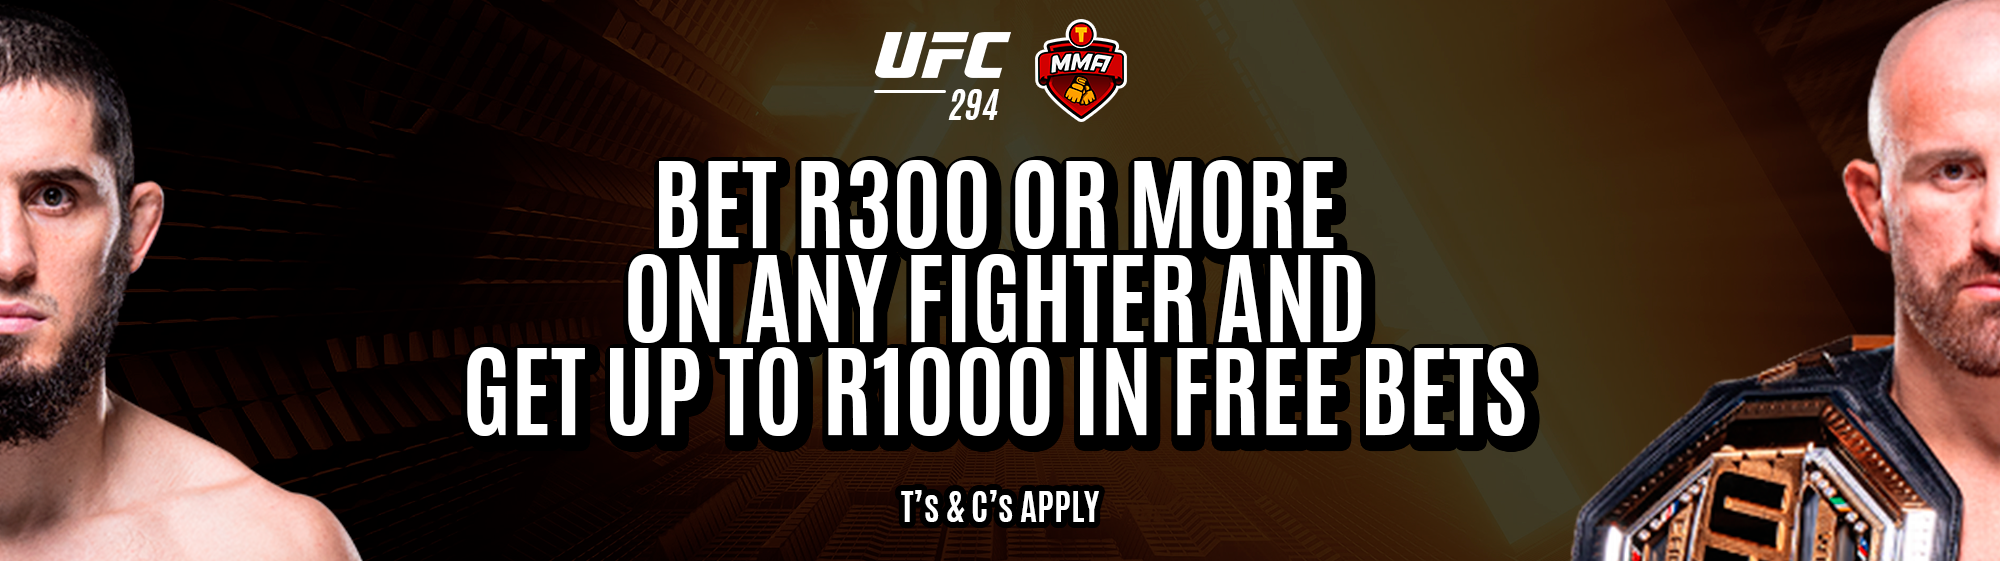 UFC
294
T
MMA
BET R300 OR MORE
ON ANY FIGHTER AND
GET UP TO R1000 IN FREE BETS
T's & C's APPLY